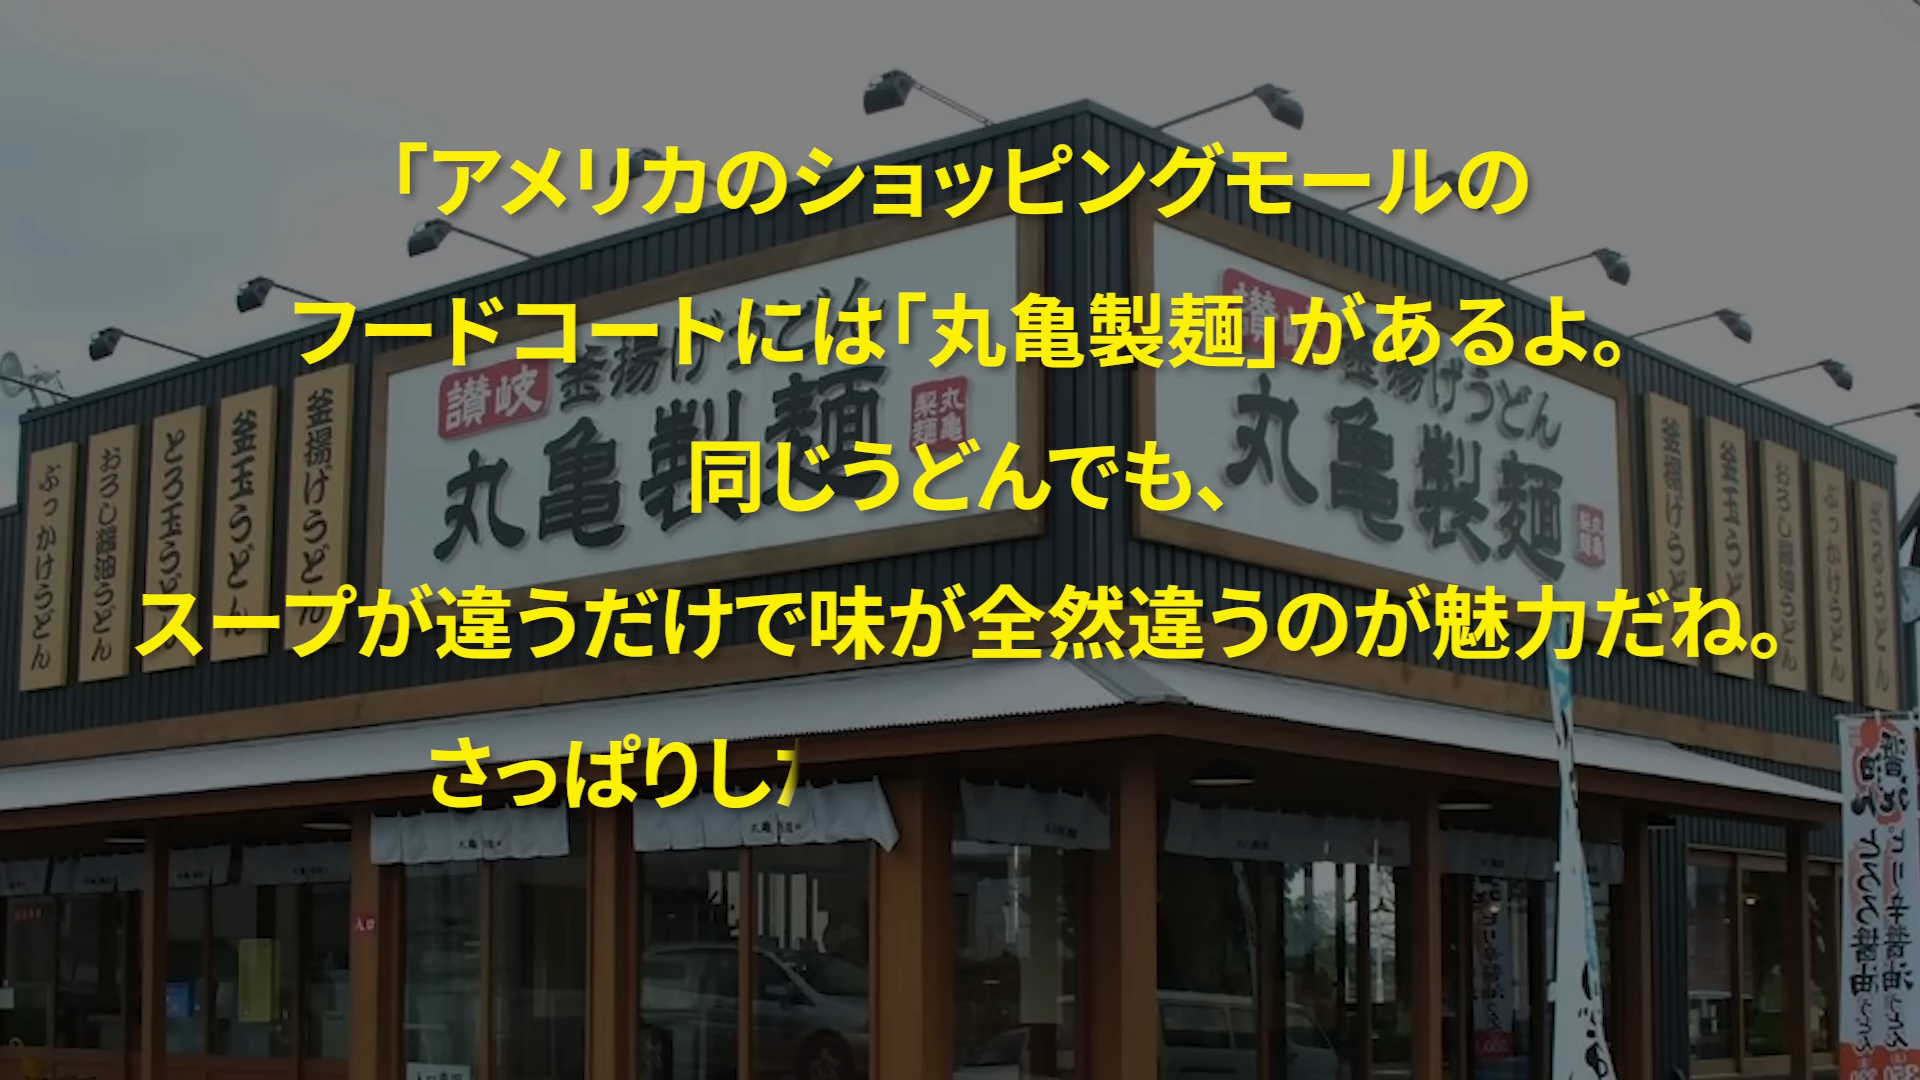 「アメリカのショッピングモールの
フードコートには「丸亀製麺」があるよ。
同じうどんでも、
スープが違うだけで味が全然違うのが魅力だね。
さっぱりした
讃岐
釜揚げうどん
丸亀製麺
丸亀製麺
釜揚げうどん
丸亀製麺
ぶっかけうどん
おろし醤油うどん
とろ玉うどん
釜玉うどん
釜揚げうどん
釜揚げうどん
釜玉うどん
おろし醤油うどん
ぶっかけうどん
入口